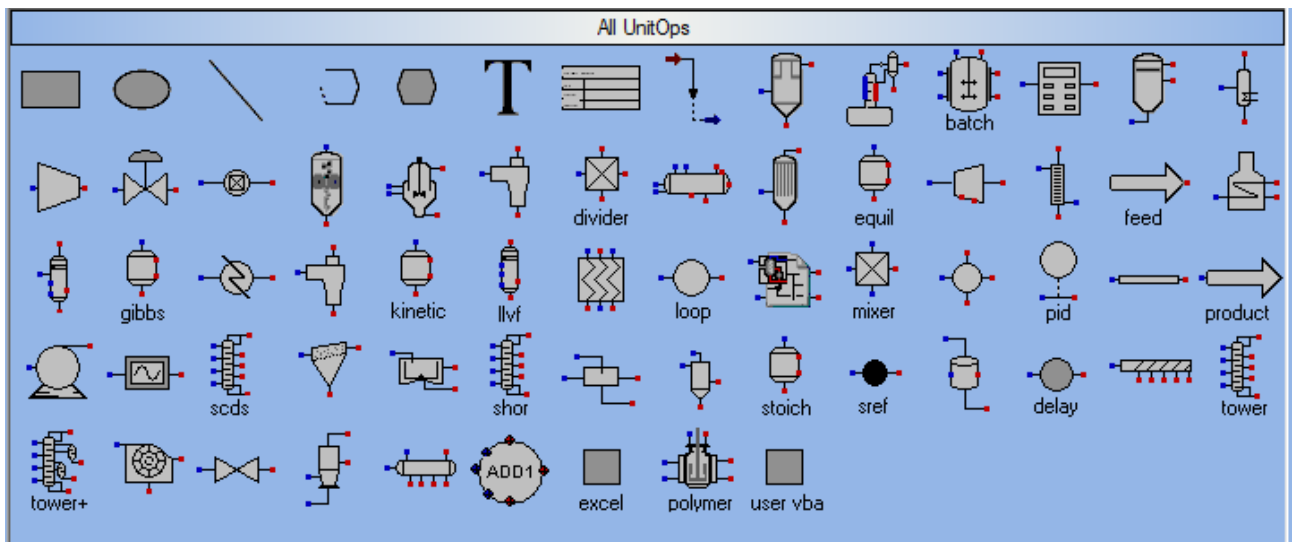 All UnitOps
T
batch
divider
equil
feed
gibbs
kinetic
llvf
loop
mixer
pid
product
scds
shor
stoich
sref
delay
tower
tower+
ADD1
excel
polymer
user vba